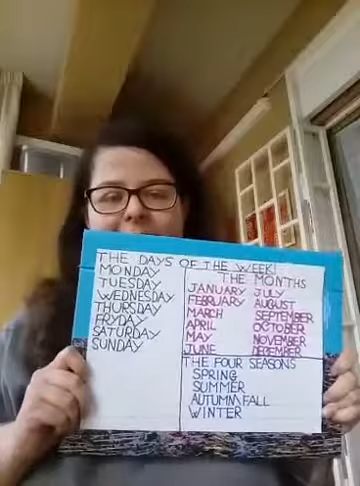 THE DAYS OF THE WEEK!
MONDAY
TUESDAY
WEDNESDAY
THURSDAY
FRYDAY
SATURDAY
SUNDAY
THE MONTHS
JANUARY JULY
FEBRUARY AUGUST
MARCH SEPTEMBER
APRIL OCTOBER
MAY NOVEMBER
JUNE DECEMBER
THE FOUR SEASONS
SPRING
SUMMER
AUTUMN/FALL
WINTER